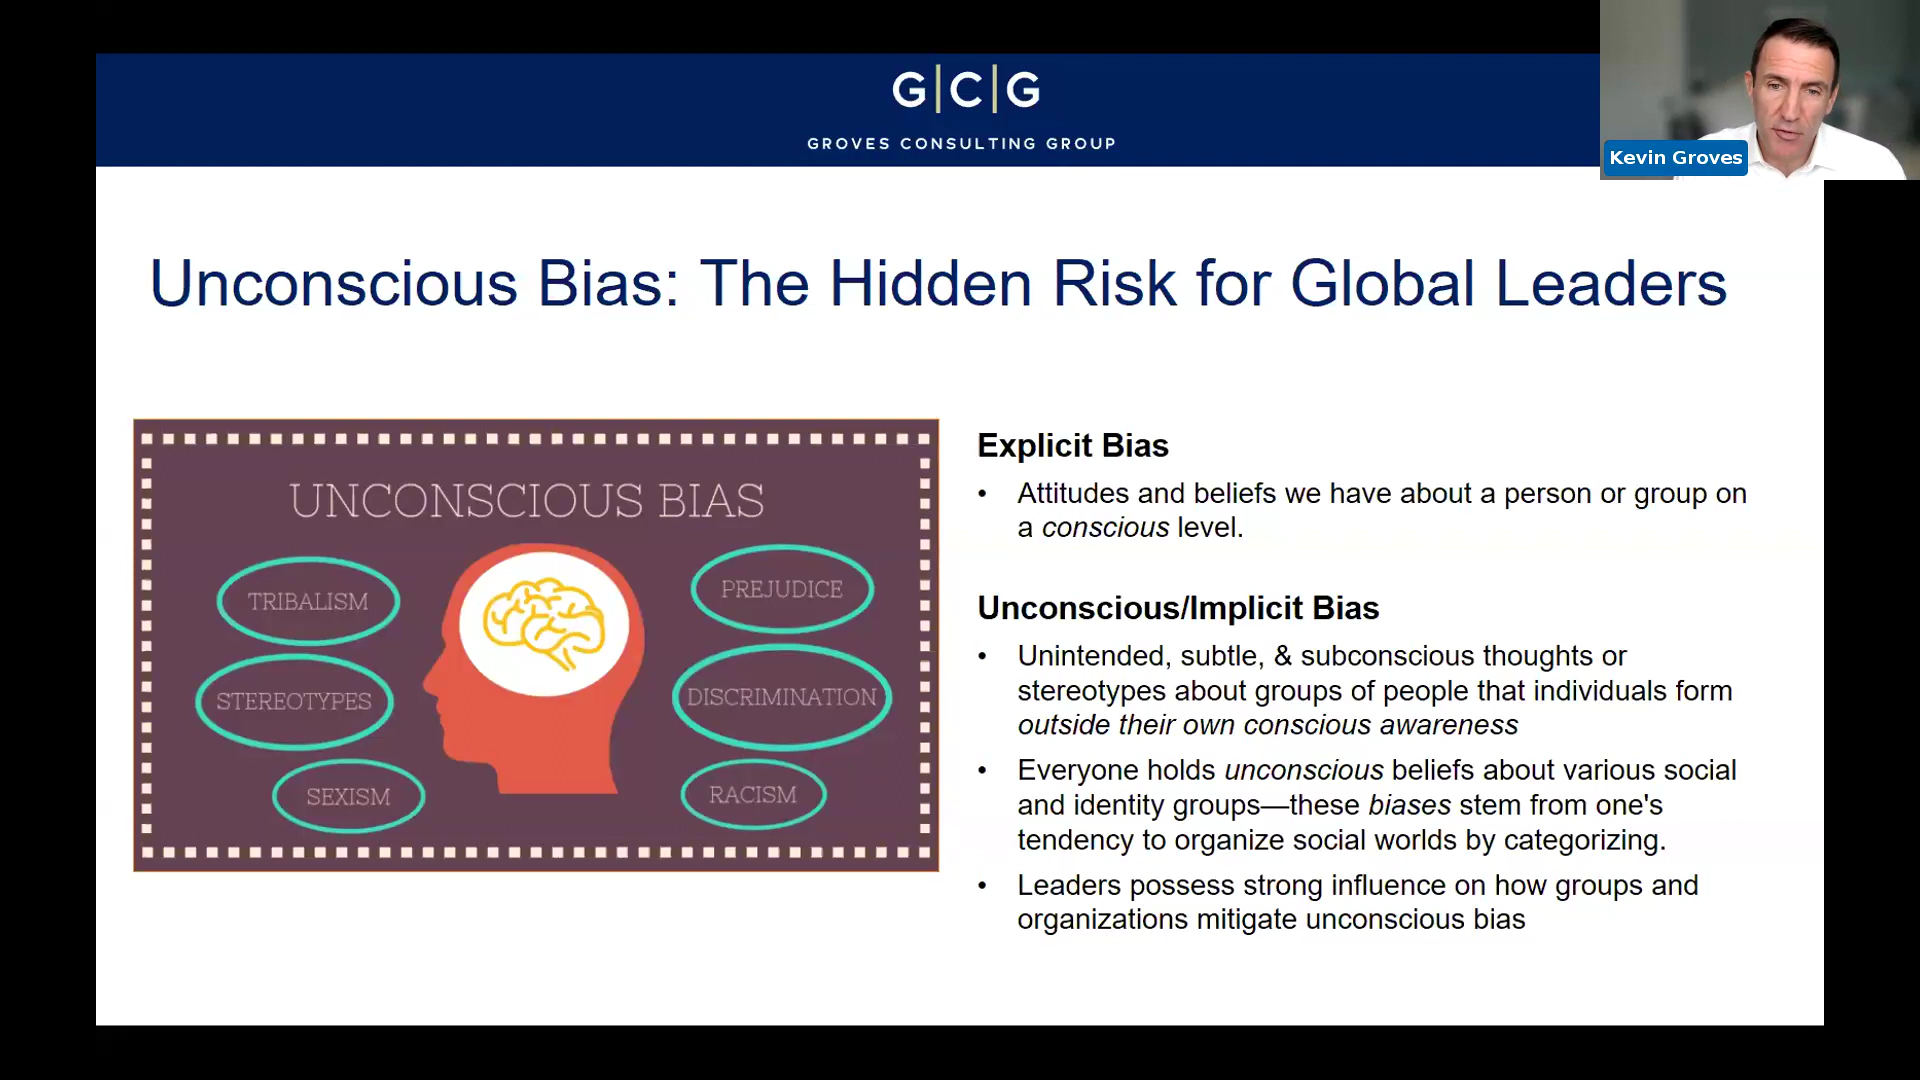 G|C|G
GROVES CONSULTING GROUP
Kevin Groves
Unconscious Bias: The Hidden Risk for Global Leaders
UNCONSCIOUS BIAS
TRIBALISM
PREJUDICE
STEREOTYPES
DISCRIMINATION
SEXISM
RACISM
Explicit Bias
• Attitudes and beliefs we have about a person or group on
a conscious level.
Unconscious/Implicit Bias
• Unintended, subtle, & subconscious thoughts or
stereotypes about groups of people that individuals form
outside their own conscious awareness
• Everyone holds unconscious beliefs about various social
and identity groups—these biases stem from one's
tendency to organize social worlds by categorizing.
• Leaders possess strong influence on how groups and
organizations mitigate unconscious bias